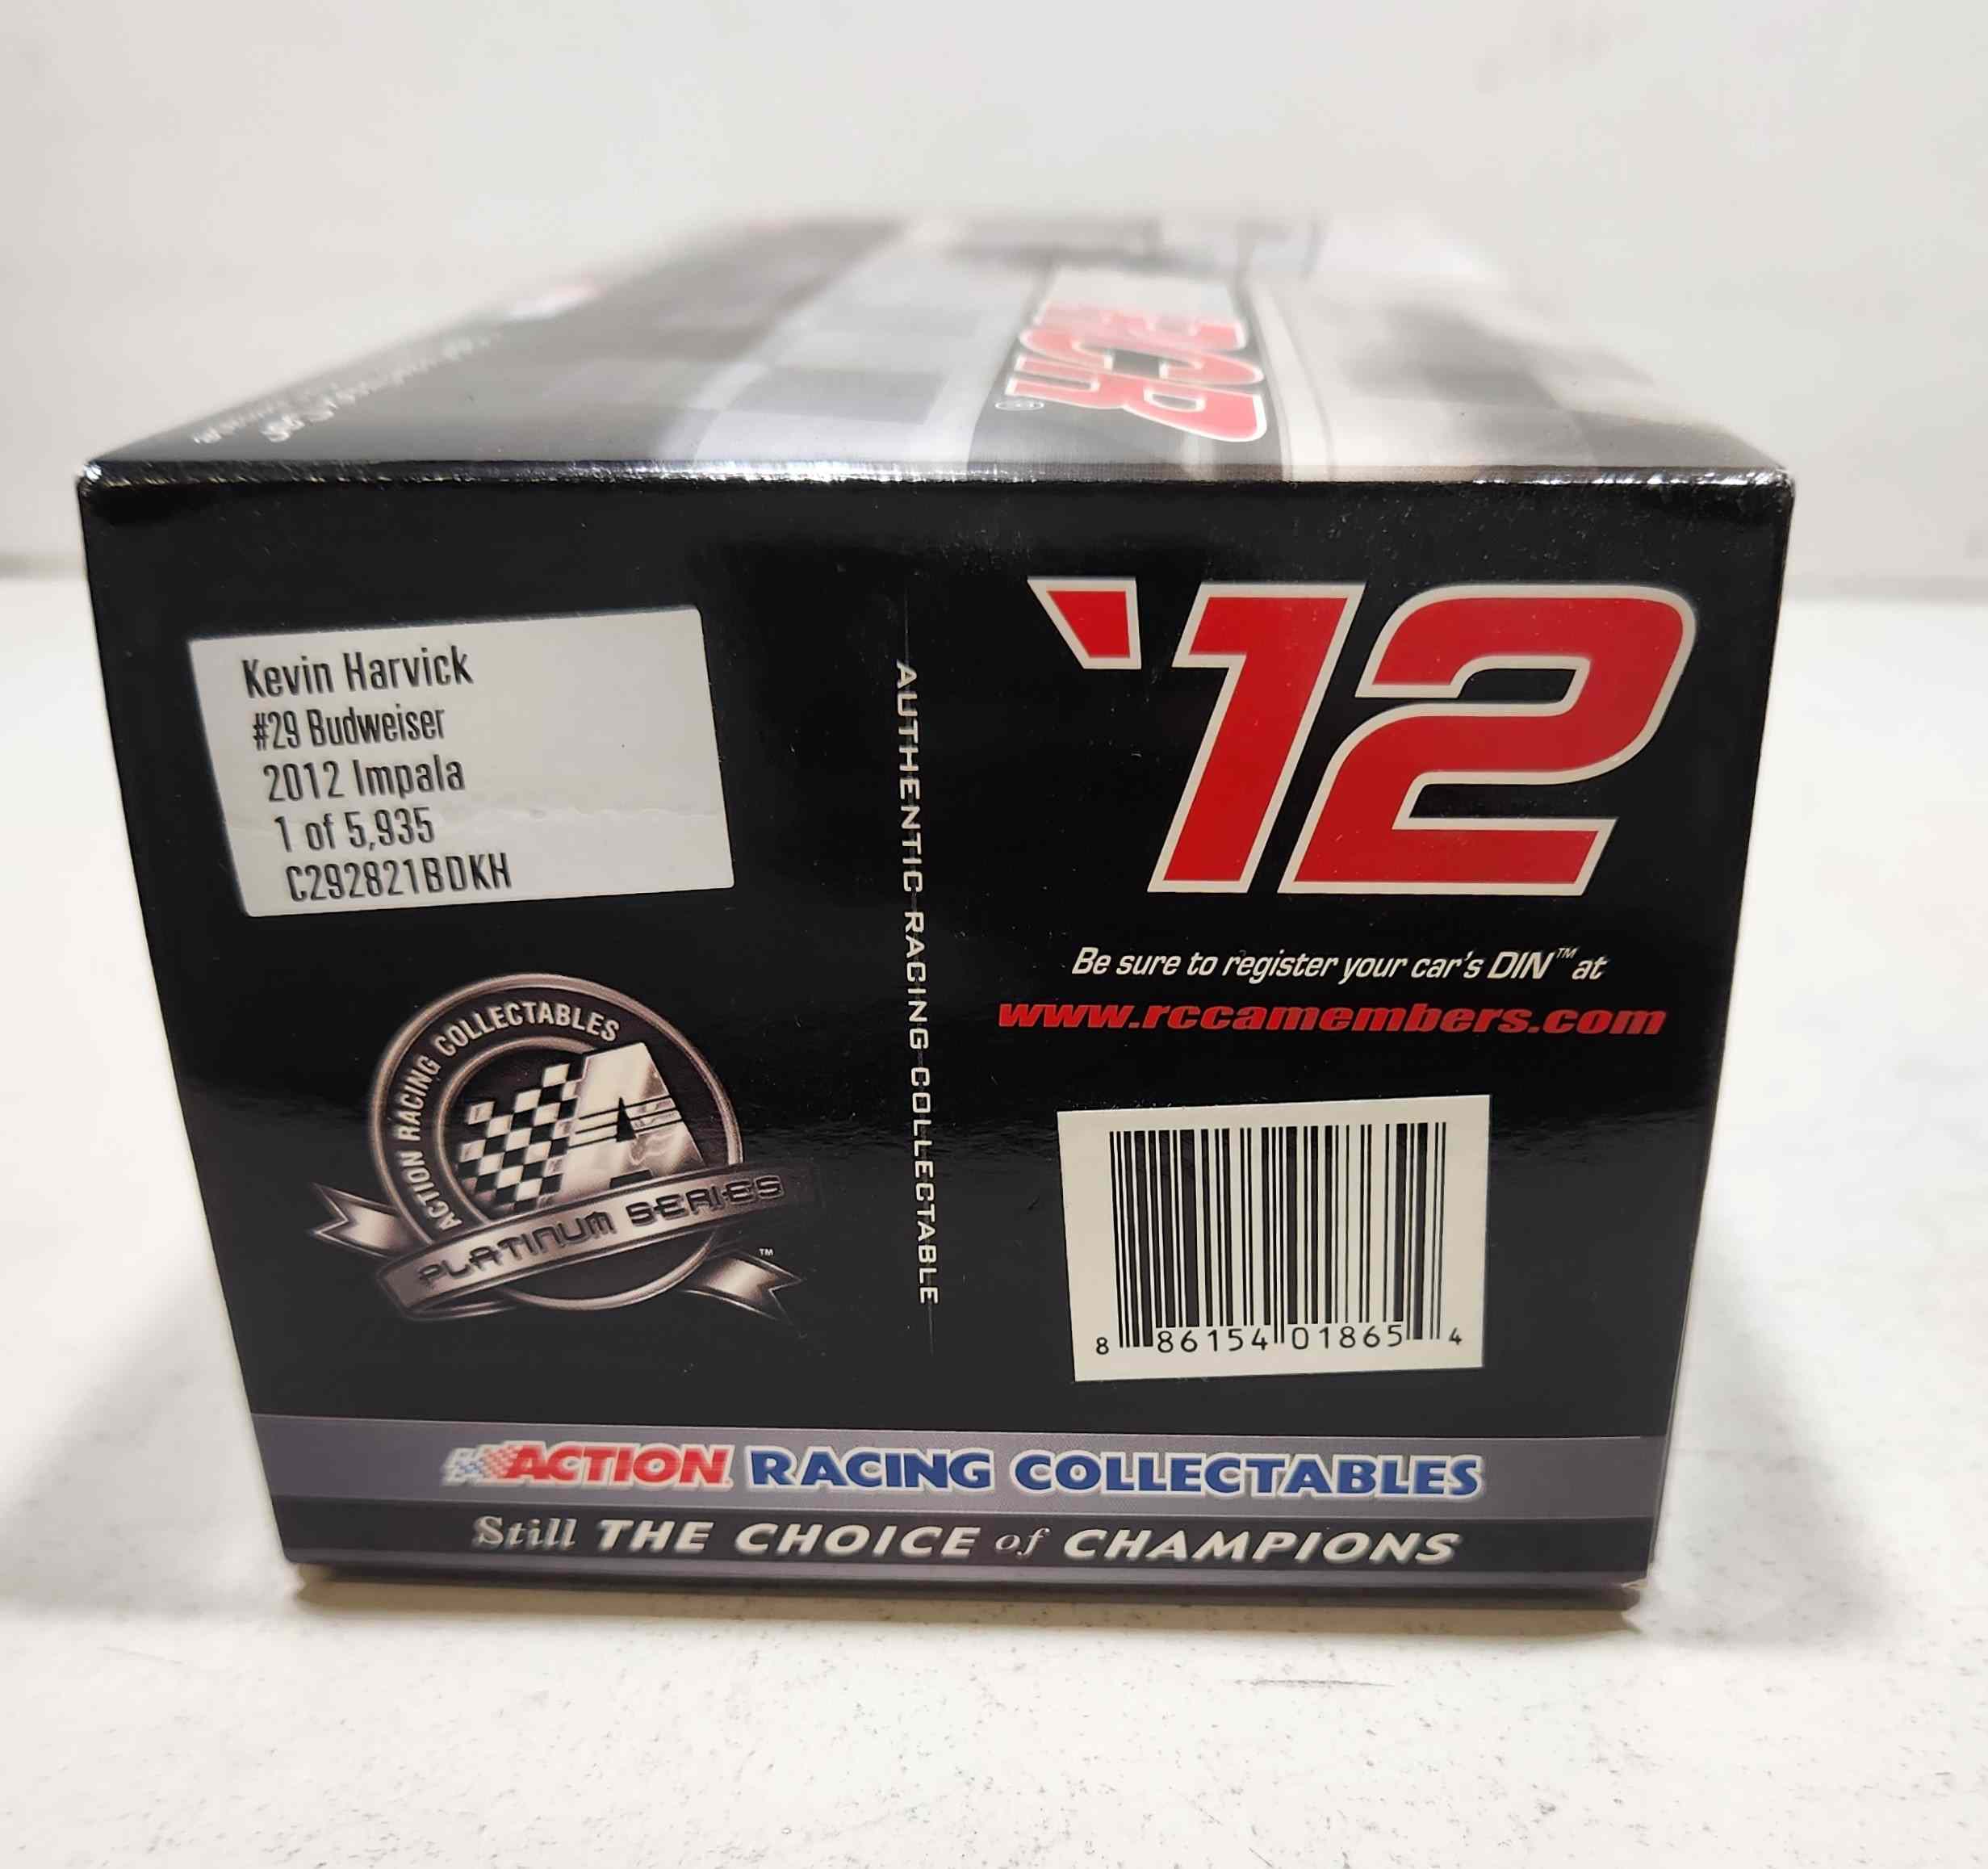 RCR
Kevin Harvick
#29 Budweiser
2012 Impala
1 of 5,935
C292821BDKH
ACTION RACING COLLECTABLES
A
PLATINUM SERIES
™
AUTHENTIC RACING COLLECTABLE
'12
Be sure to register your car's DIN™ at
www.rccamembers.com
8 86154 01865 4
ACTION RACING COLLECTABLES
Still THE CHOICE of CHAMPIONS